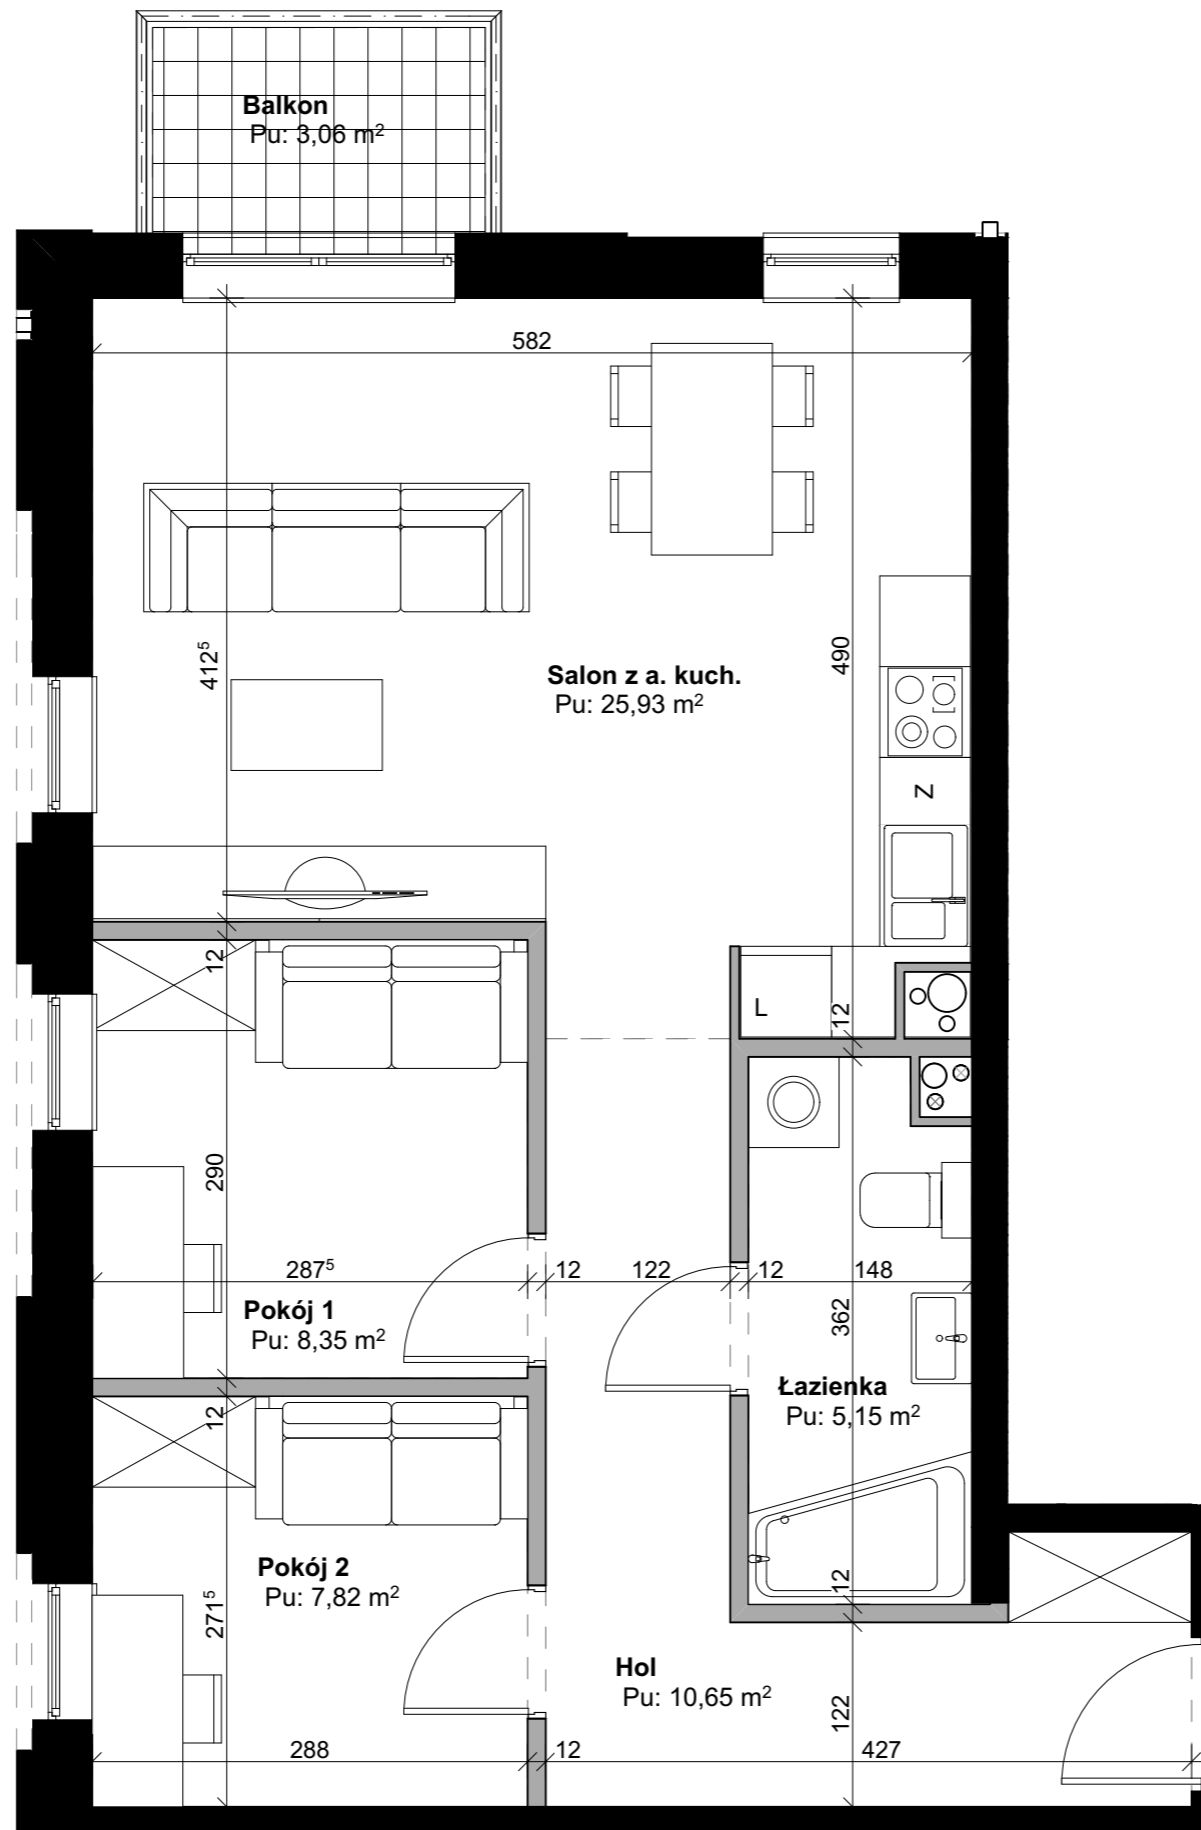 Balkon
Pu: 3,06 m²
582
412⁵
490
Salon z a. kuch.
Pu: 25,93 m²
Z
12
L
12
290
287⁵
12
122
12
148
Pokój 1
Pu: 8,35 m²
362
Łazienka
Pu: 5,15 m²
12
Pokój 2
Pu: 7,82 m²
271⁵
12
Hol
Pu: 10,65 m²
122
288
12
427